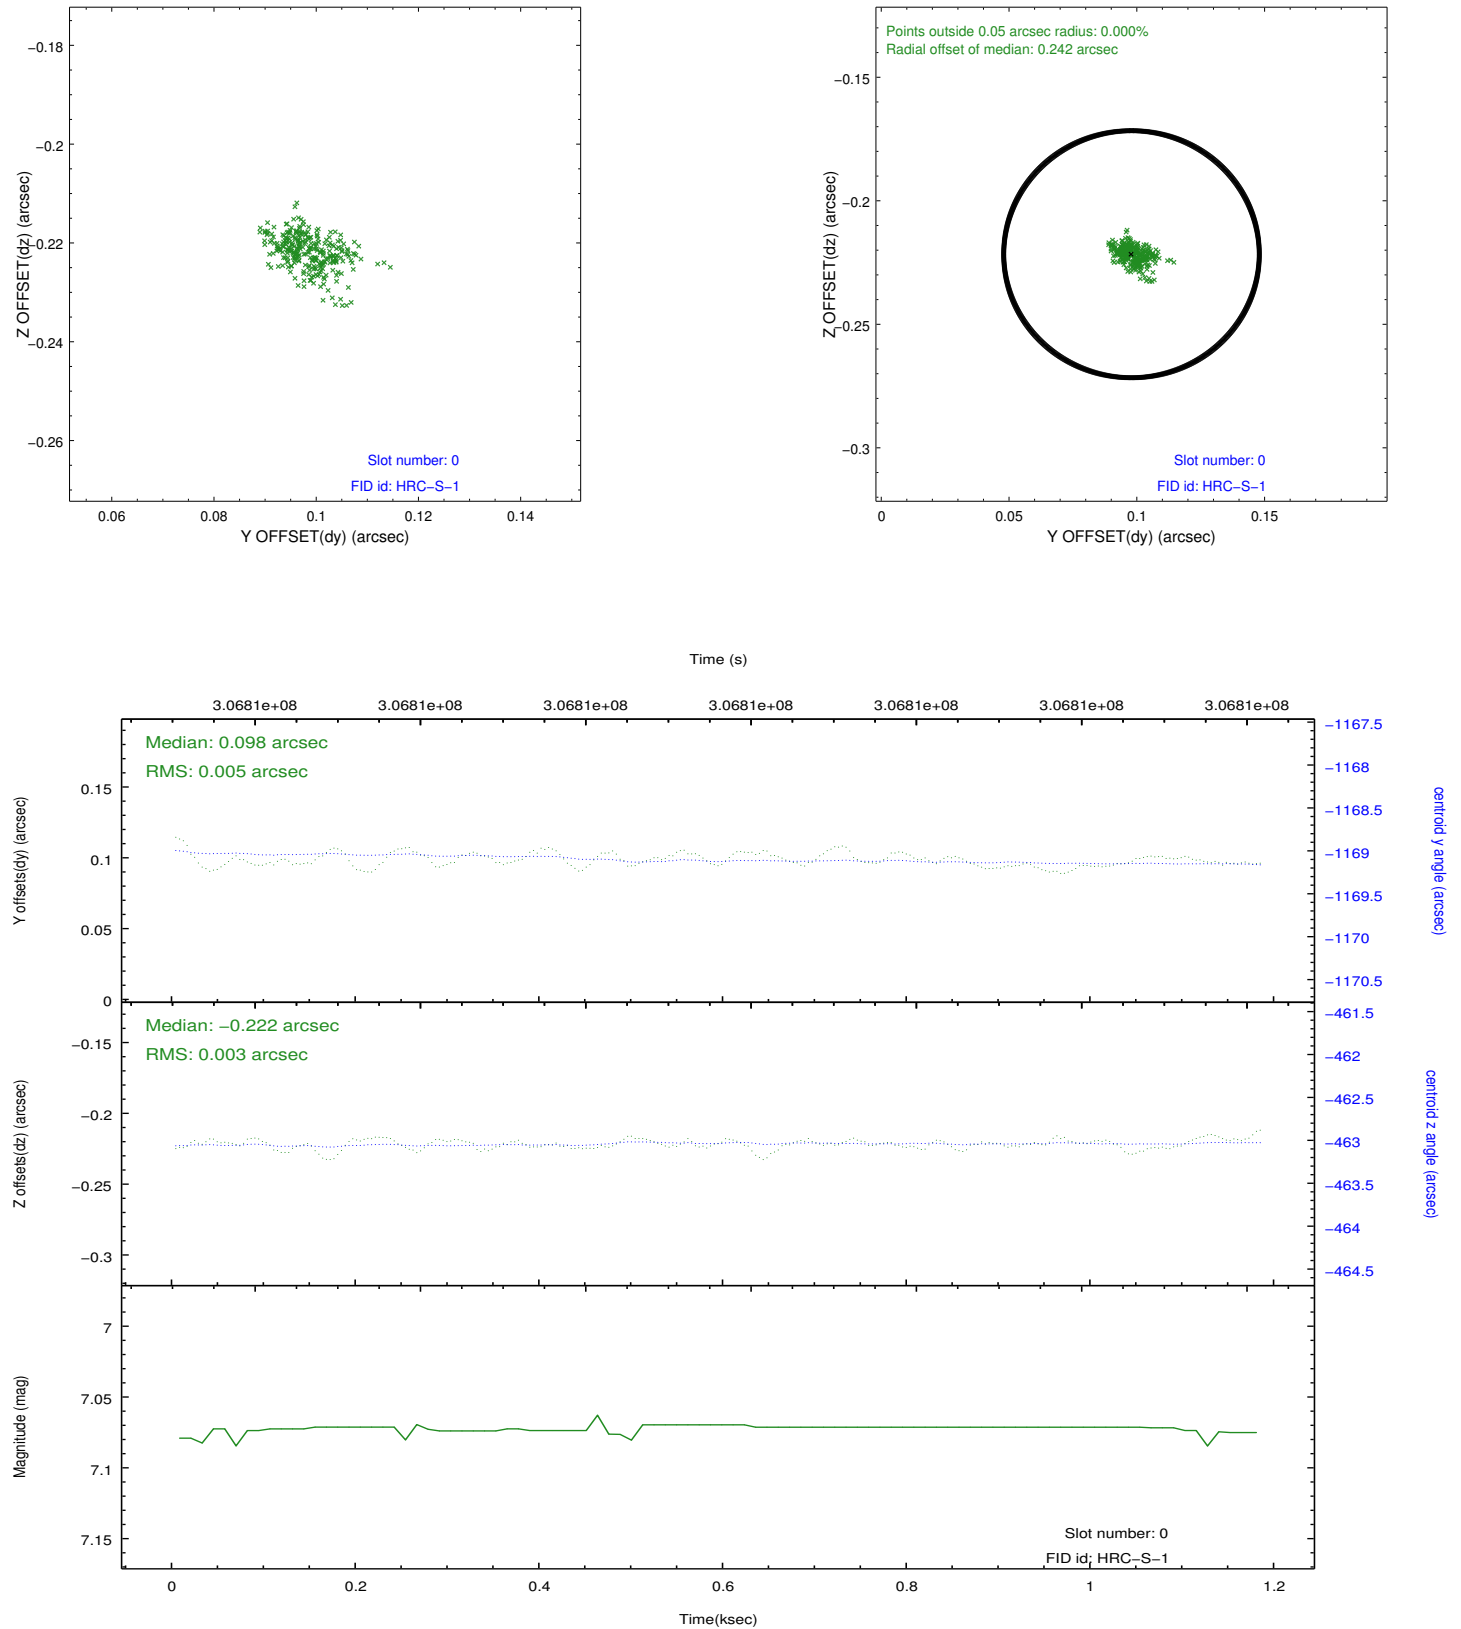 −0.18
−0.2
−0.22
−0.24
−0.26
Z OFFSET(dz) (arcsec)
Slot number: 0
FID id: HRC−S−1
0.06
0.08
0.1
0.12
0.14
Y OFFSET(dy) (arcsec)
Points outside 0.05 arcsec radius: 0.000%
Radial offset of median: 0.242 arcsec
−0.15
−0.2
−0.25
−0.3
Z OFFSET(dz) (arcsec)
Slot number: 0
FID id: HRC−S−1
0
0.05
0.1
0.15
Y OFFSET(dy) (arcsec)
Time (s)
3.0681e+08 3.0681e+08 3.0681e+08 3.0681e+08 3.0681e+08 3.0681e+08 3.0681e+08
Median: 0.098 arcsec
RMS: 0.005 arcsec
0.15
0.1
0.05
0
Y offsets(dy) (arcsec)
−1167.5
−1168
−1168.5
−1169
−1169.5
−1170
−1170.5
centroid y angle (arcsec)
Median: −0.222 arcsec
RMS: 0.003 arcsec
−0.15
−0.2
−0.25
−0.3
Z offsets(dz) (arcsec)
−461.5
−462
−462.5
−463
−463.5
−464
−464.5
centroid z angle (arcsec)
7
7.05
7.1
7.15
Magnitude (mag)
Slot number: 0
FID id: HRC−S−1
0
0.2
0.4
0.6
0.8
1
1.2
Time(ksec)